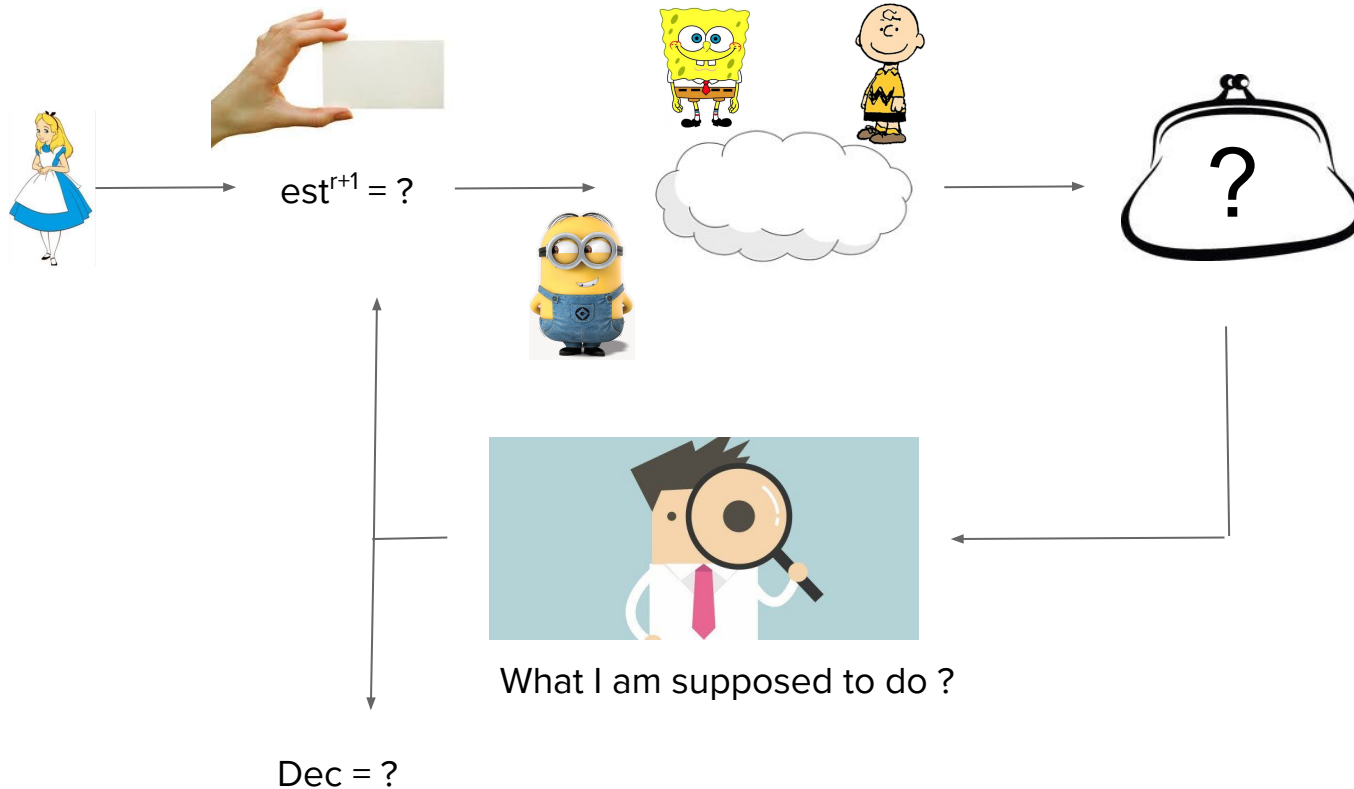 est^{r+1} = ?
?
What I am supposed to do ?
Dec = ?